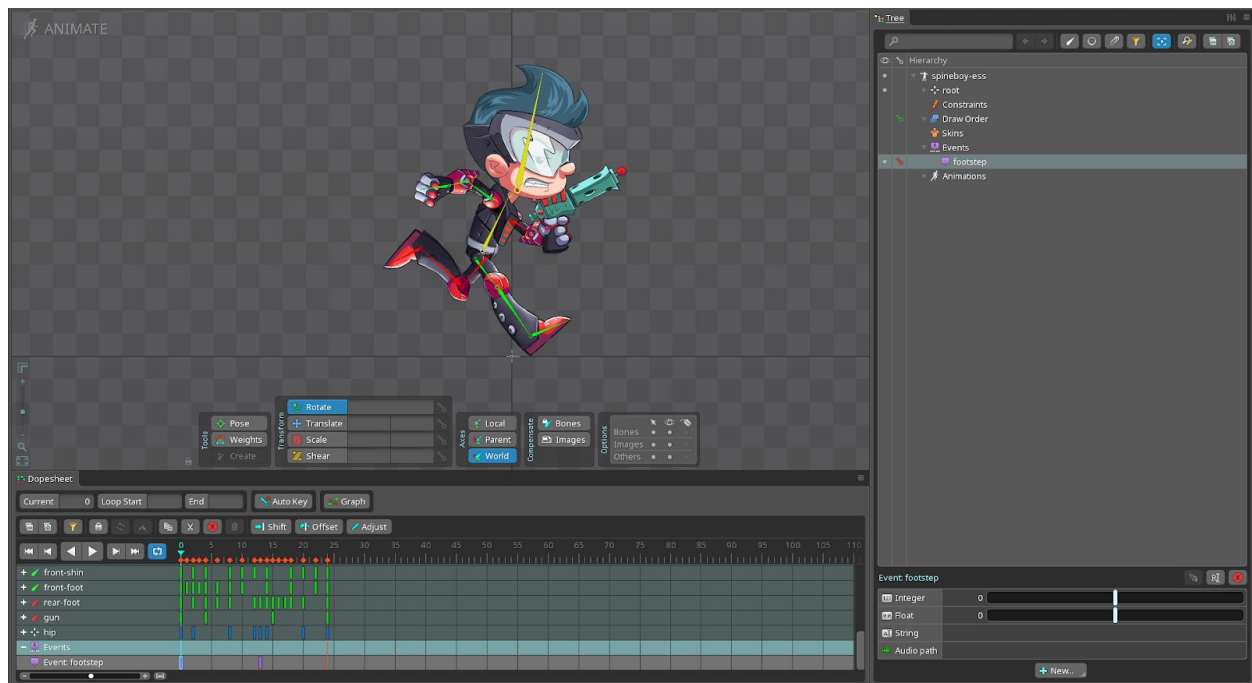 ANIMATE
Tree
Hierarchy
spineboy-ess
root
Constraints
Draw Order
Skins
Events
footstep
Animations
Tools
Pose
Weights
Create
Transform
Rotate
Translate
Scale
Shear
Axes
Local
Parent
World
Compensate
Bones
Images
Options
Bones
Images
Others
Dopesheet
Current 0 Loop Start End Auto Key Graph
Shift Offset Adjust
0 5 10 15 20 25 30 35 40 45 50 55 60 65 70 75 80 85 90 95 100 105 110
front-shin
front-foot
rear-foot
gun
hip
Events
Event: footstep
Event: footstep
Integer 0
Float 0
String
Audio path
New...